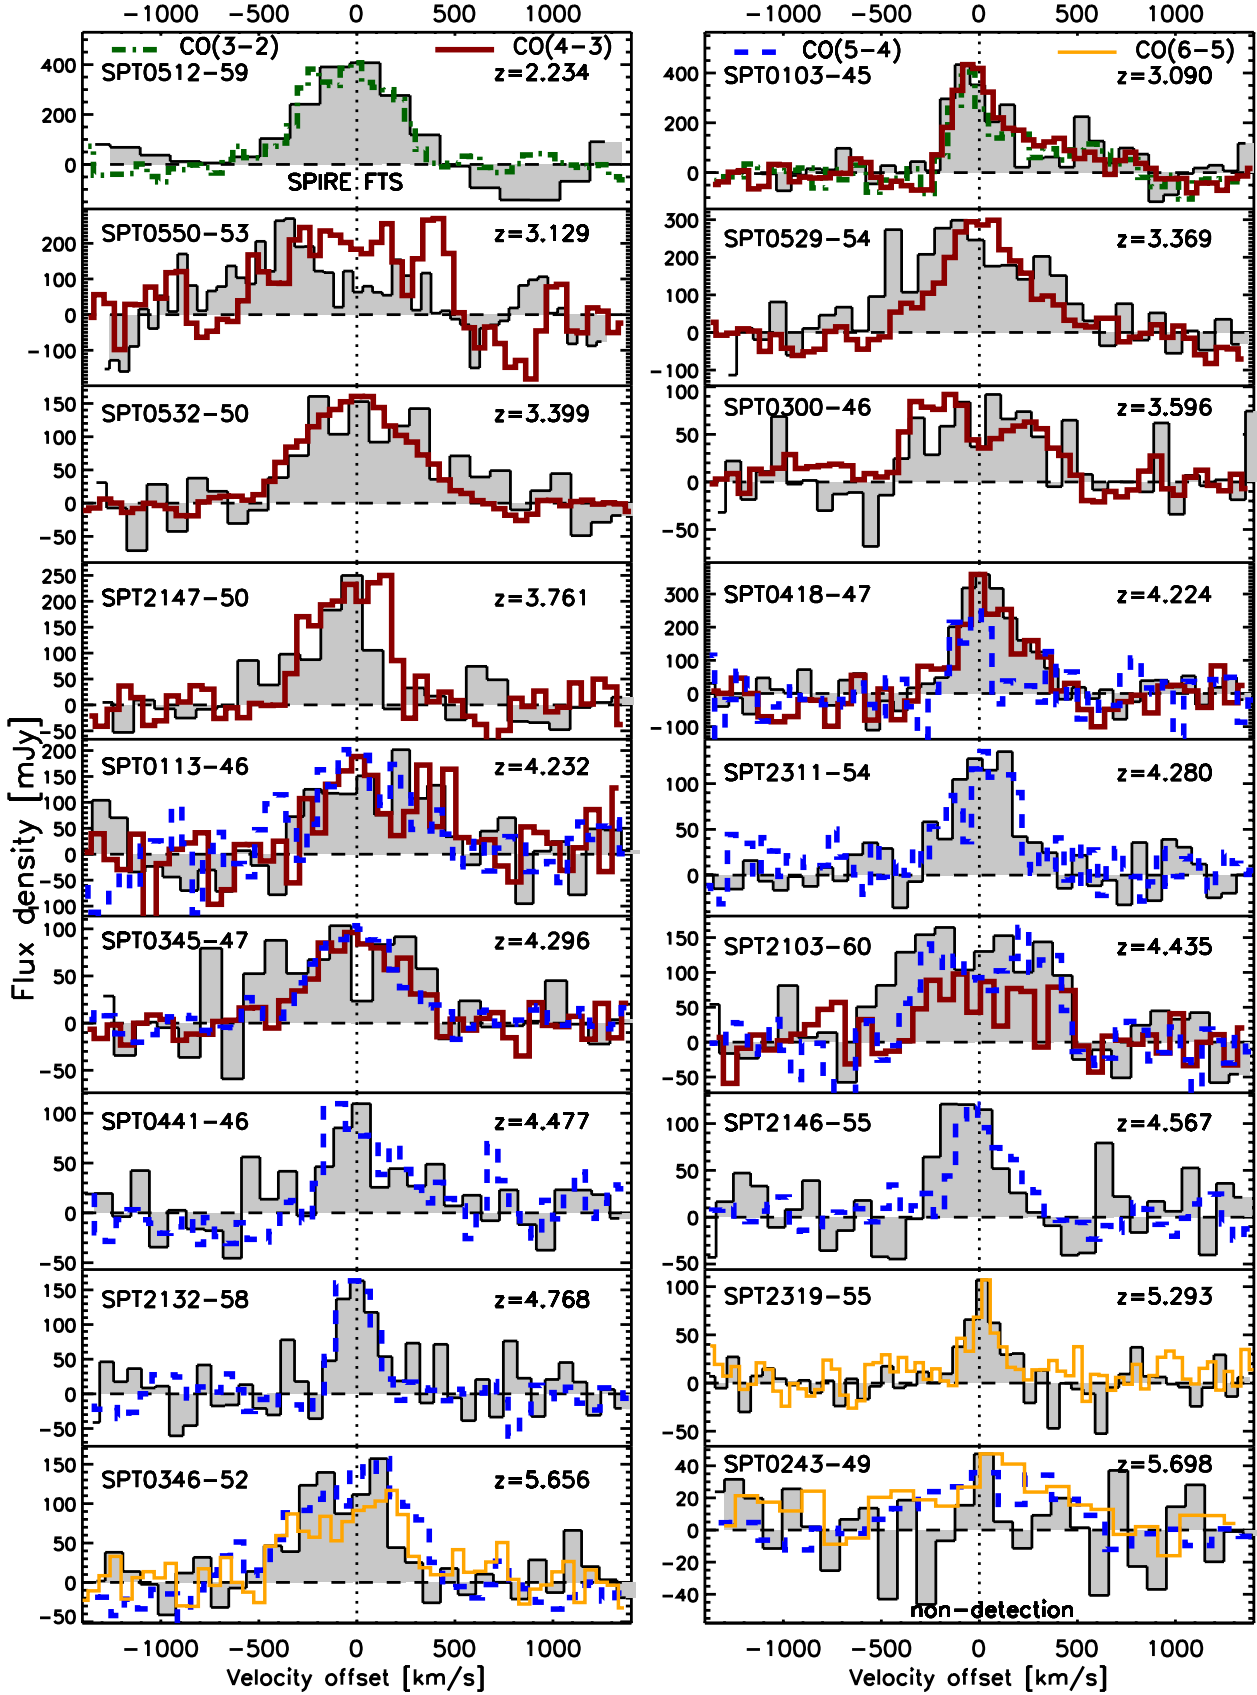 −1000 −500 0 500 1000
−1000 −500 0 500 1000
CO(3−2) CO(4−3)
CO(5−4) CO(6−5)
SPT0512−59 z=2.234
400
200
0
SPIRE FTS
SPT0103−45 z=3.090
400
200
0
SPT0550−53 z=3.129
200
100
0
−100
SPT0529−54 z=3.369
300
200
100
0
−100
SPT0532−50 z=3.399
150
100
50
0
−50
SPT0300−46 z=3.596
100
50
0
−50
SPT2147−50 z=3.761
250
200
150
100
50
0
−50
SPT0418−47 z=4.224
300
200
100
0
−100
SPT0113−46 z=4.232
200
150
100
50
0
−50
100
SPT2311−54 z=4.280
100
50
0
SPT0345−47 z=4.296
100
50
0
−50
SPT2103−60 z=4.435
150
100
50
0
−50
SPT0441−46 z=4.477
100
50
0
−50
SPT2146−55 z=4.567
100
50
0
−50
SPT2132−58 z=4.768
150
100
50
0
−50
SPT2319−55 z=5.293
100
50
0
−50
SPT0346−52 z=5.656
150
100
50
0
−50
SPT0243−49 z=5.698
40
20
0
−20
−40
non−detection
Flux density [mJy]
−1000 −500 0 500 1000
−1000 −500 0 500 1000
Velocity offset [km/s]
Velocity offset [km/s]